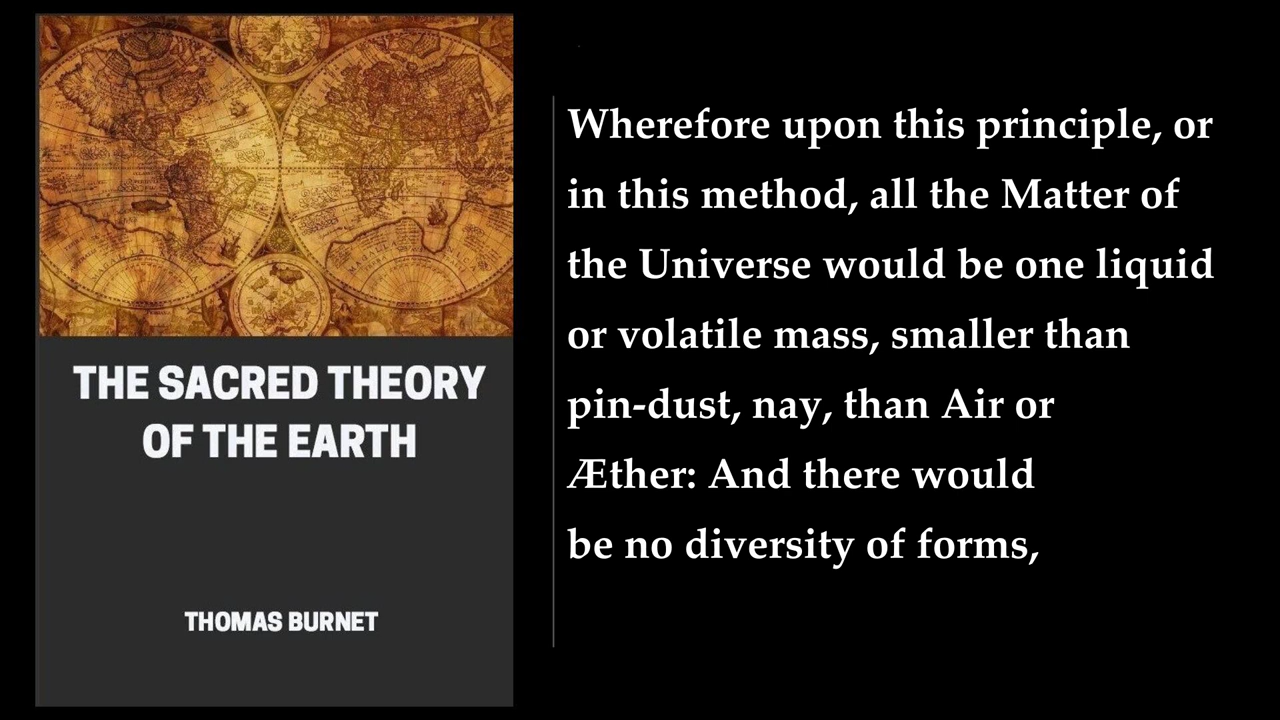 THE SACRED THEORY
OF THE EARTH
THOMAS BURNET
Wherefore upon this principle, or
in this method, all the Matter of
the Universe would be one liquid
or volatile mass, smaller than
pin-dust, nay, than Air or
Æther: And there would
be no diversity of forms,